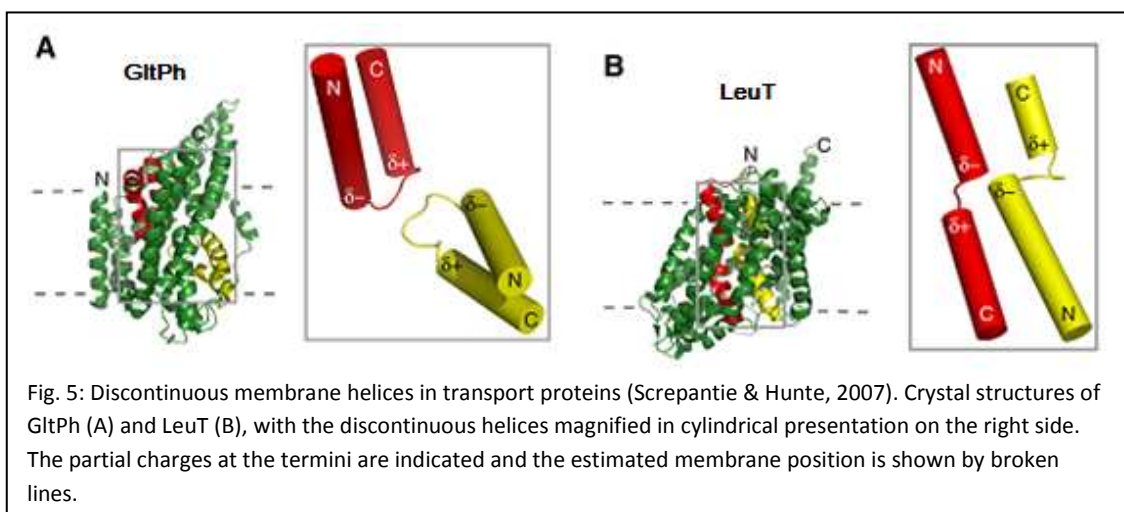 A
GltPh
N
C
N
C
δ+
δ−
δ−
δ+
N
C
B
LeuT
N
C
N
C
δ+
δ−
δ−
δ+
N
C
Fig. 5: Discontinuous membrane helices in transport proteins (Screpantie & Hunte, 2007). Crystal structures of
GltPh (A) and LeuT (B), with the discontinuous helices magnified in cylindrical presentation on the right side.
The partial charges at the termini are indicated and the estimated membrane position is shown by broken
lines.